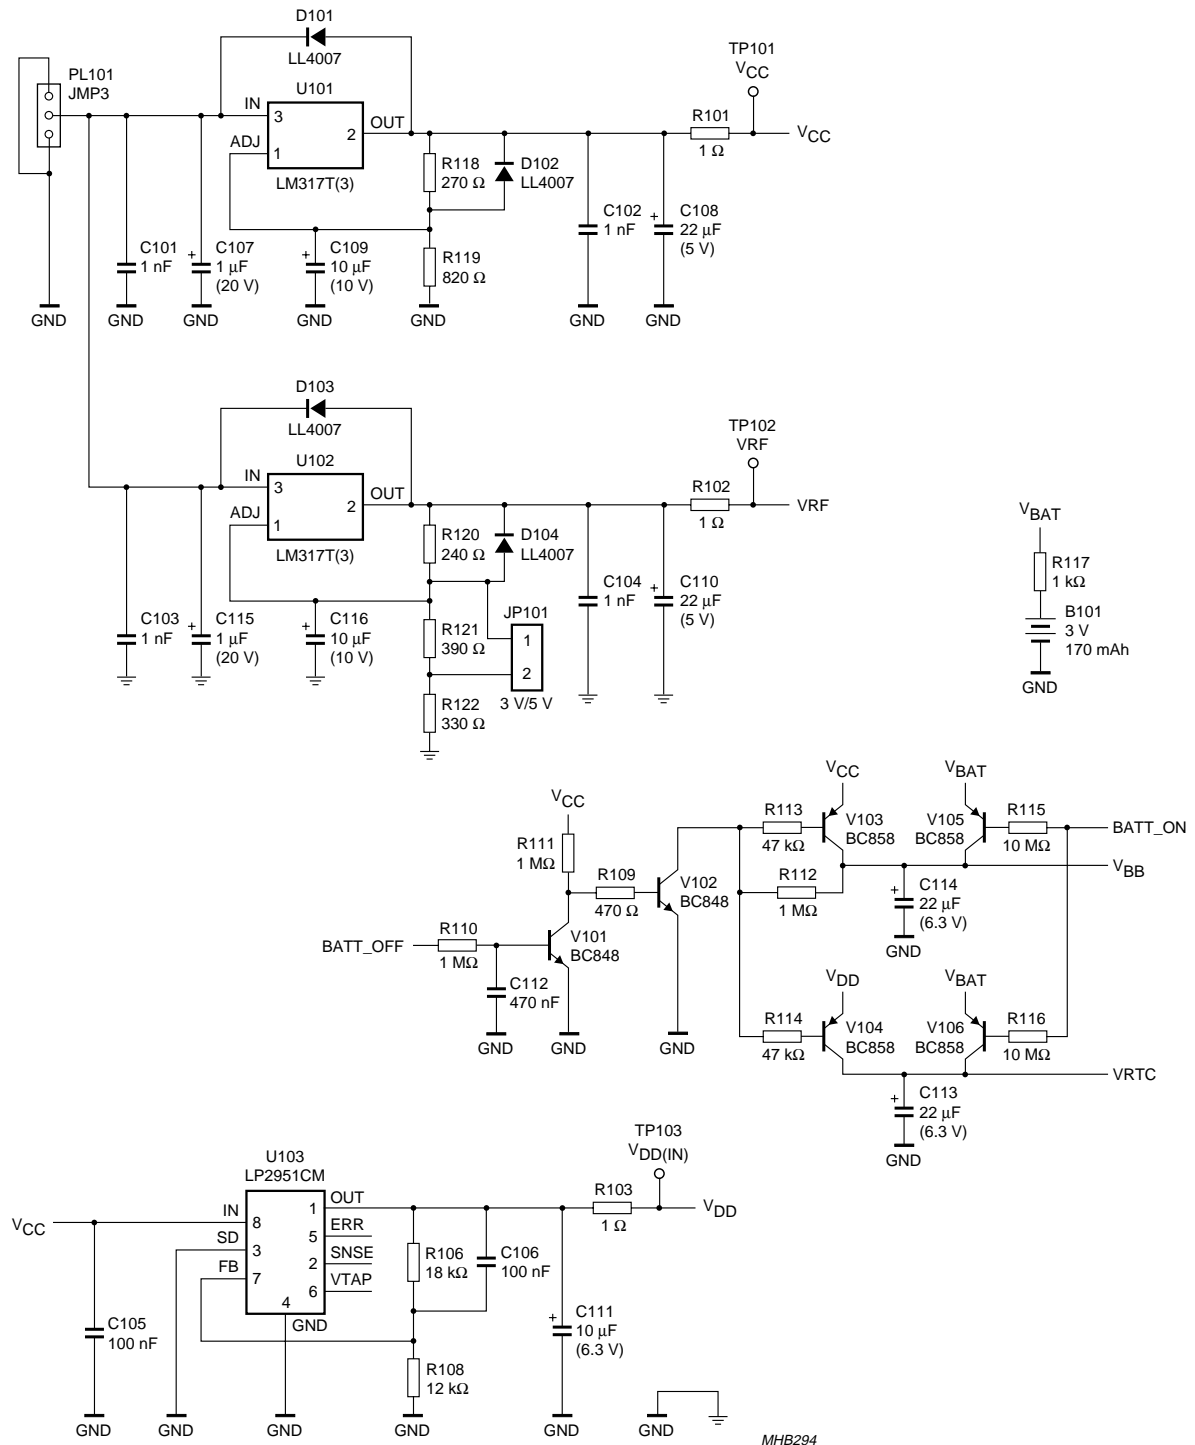 D101
LL4007
PL101
JMP3
U101
IN
3
ADJ
1
2
OUT
LM317T(3)
R118
270 Ω
D102
LL4007
R119
820 Ω
C101
1 nF
C107
+
1 μF
(20 V)
C109
+
10 μF
(10 V)
C102
1 nF
C108
+
22 μF
(5 V)
R101
1 Ω
TP101
VCC
VCC
GND
GND
GND
GND
GND
GND
GND
D103
LL4007
U102
IN
3
ADJ
1
2
OUT
LM317T(3)
R120
240 Ω
D104
LL4007
JP101
1
2
3 V/5 V
R121
390 Ω
R122
330 Ω
C103
1 nF
C115
+
1 μF
(20 V)
C116
+
10 μF
(10 V)
C104
1 nF
C110
+
22 μF
(5 V)
R102
1 Ω
TP102
VRF
VRF
VBAT
R117
1 kΩ
B101
3 V
170 mAh
GND
VCC
R111
1 MΩ
R109
470 Ω
V102
BC848
BATT_OFF
R110
1 MΩ
V101
BC848
C112
470 nF
GND
GND
GND
VCC
VBAT
R113
47 kΩ
V103
BC858
V105
BC858
R115
10 MΩ
BATT_ON
VBB
R112
1 MΩ
C114
+
22 μF
(6.3 V)
GND
VDD
VBAT
R114
47 kΩ
V104
BC858
V106
BC858
R116
10 MΩ
VRTC
C113
+
22 μF
(6.3 V)
GND
U103
LP2951CM
VCC
IN
8
SD
3
FB
7
4
GND
1
OUT
5
ERR
2
SNSE
6
VTAP
R106
18 kΩ
C106
100 nF
R108
12 kΩ
C105
100 nF
C111
+
10 μF
(6.3 V)
R103
1 Ω
TP103
VDD(IN)
VDD
GND
GND
GND
GND
GND
GND
MHB294